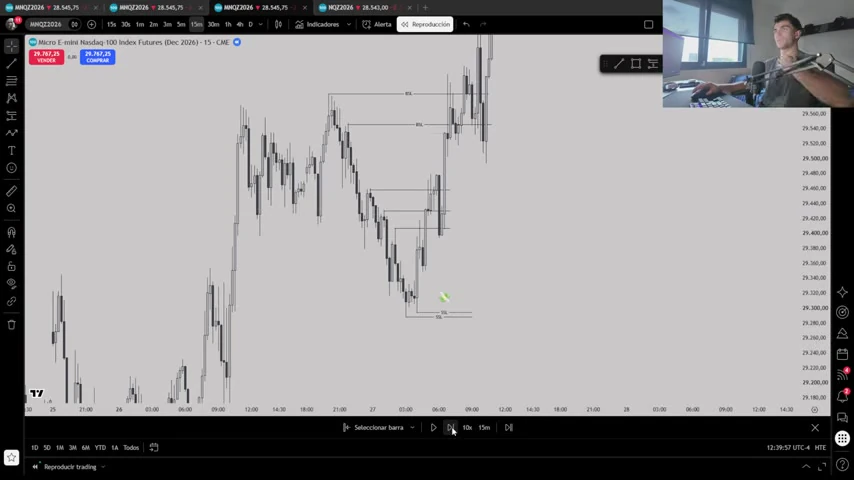 MNQZ2026 ▼ 28.545,75
MNQZ2026 ▼ 28.545,75
MNQZ2026 ▼ 28.545,75
NQZ2026 ▼ 28.543,00
11
MNQZ2026
15s 30s 1m 2m 3m 5m 15m 30m 1h 4h D
Indicadores
Alerta
Reproducción
Micro E-mini Nasdaq-100 Index Futures (Dec 2026) · 15 · CME
29.767,25
VENDER
0,00
29.767,25
COMPRAR
29.560,00
29.540,00
29.520,00
29.500,00
29.480,00
29.460,00
29.440,00
29.420,00
29.400,00
29.380,00
29.360,00
29.340,00
29.320,00
29.300,00
29.280,00
29.260,00
29.240,00
29.220,00
29.200,00
29.180,00
:30 25 21:00 26 03:00 06:00 09:00 12:00 15:00 18:00 21:00 27 03:00 06:00 09:00 12:00 14:30 18:00 21:00 28 03:00 06:00 09:00 12:00 14:30
Seleccionar barra
10x
15m
1D 5D 1M 3M 6M YTD 1A Todos
12:39:57 UTC-4
HTE
Reproducir trading
4